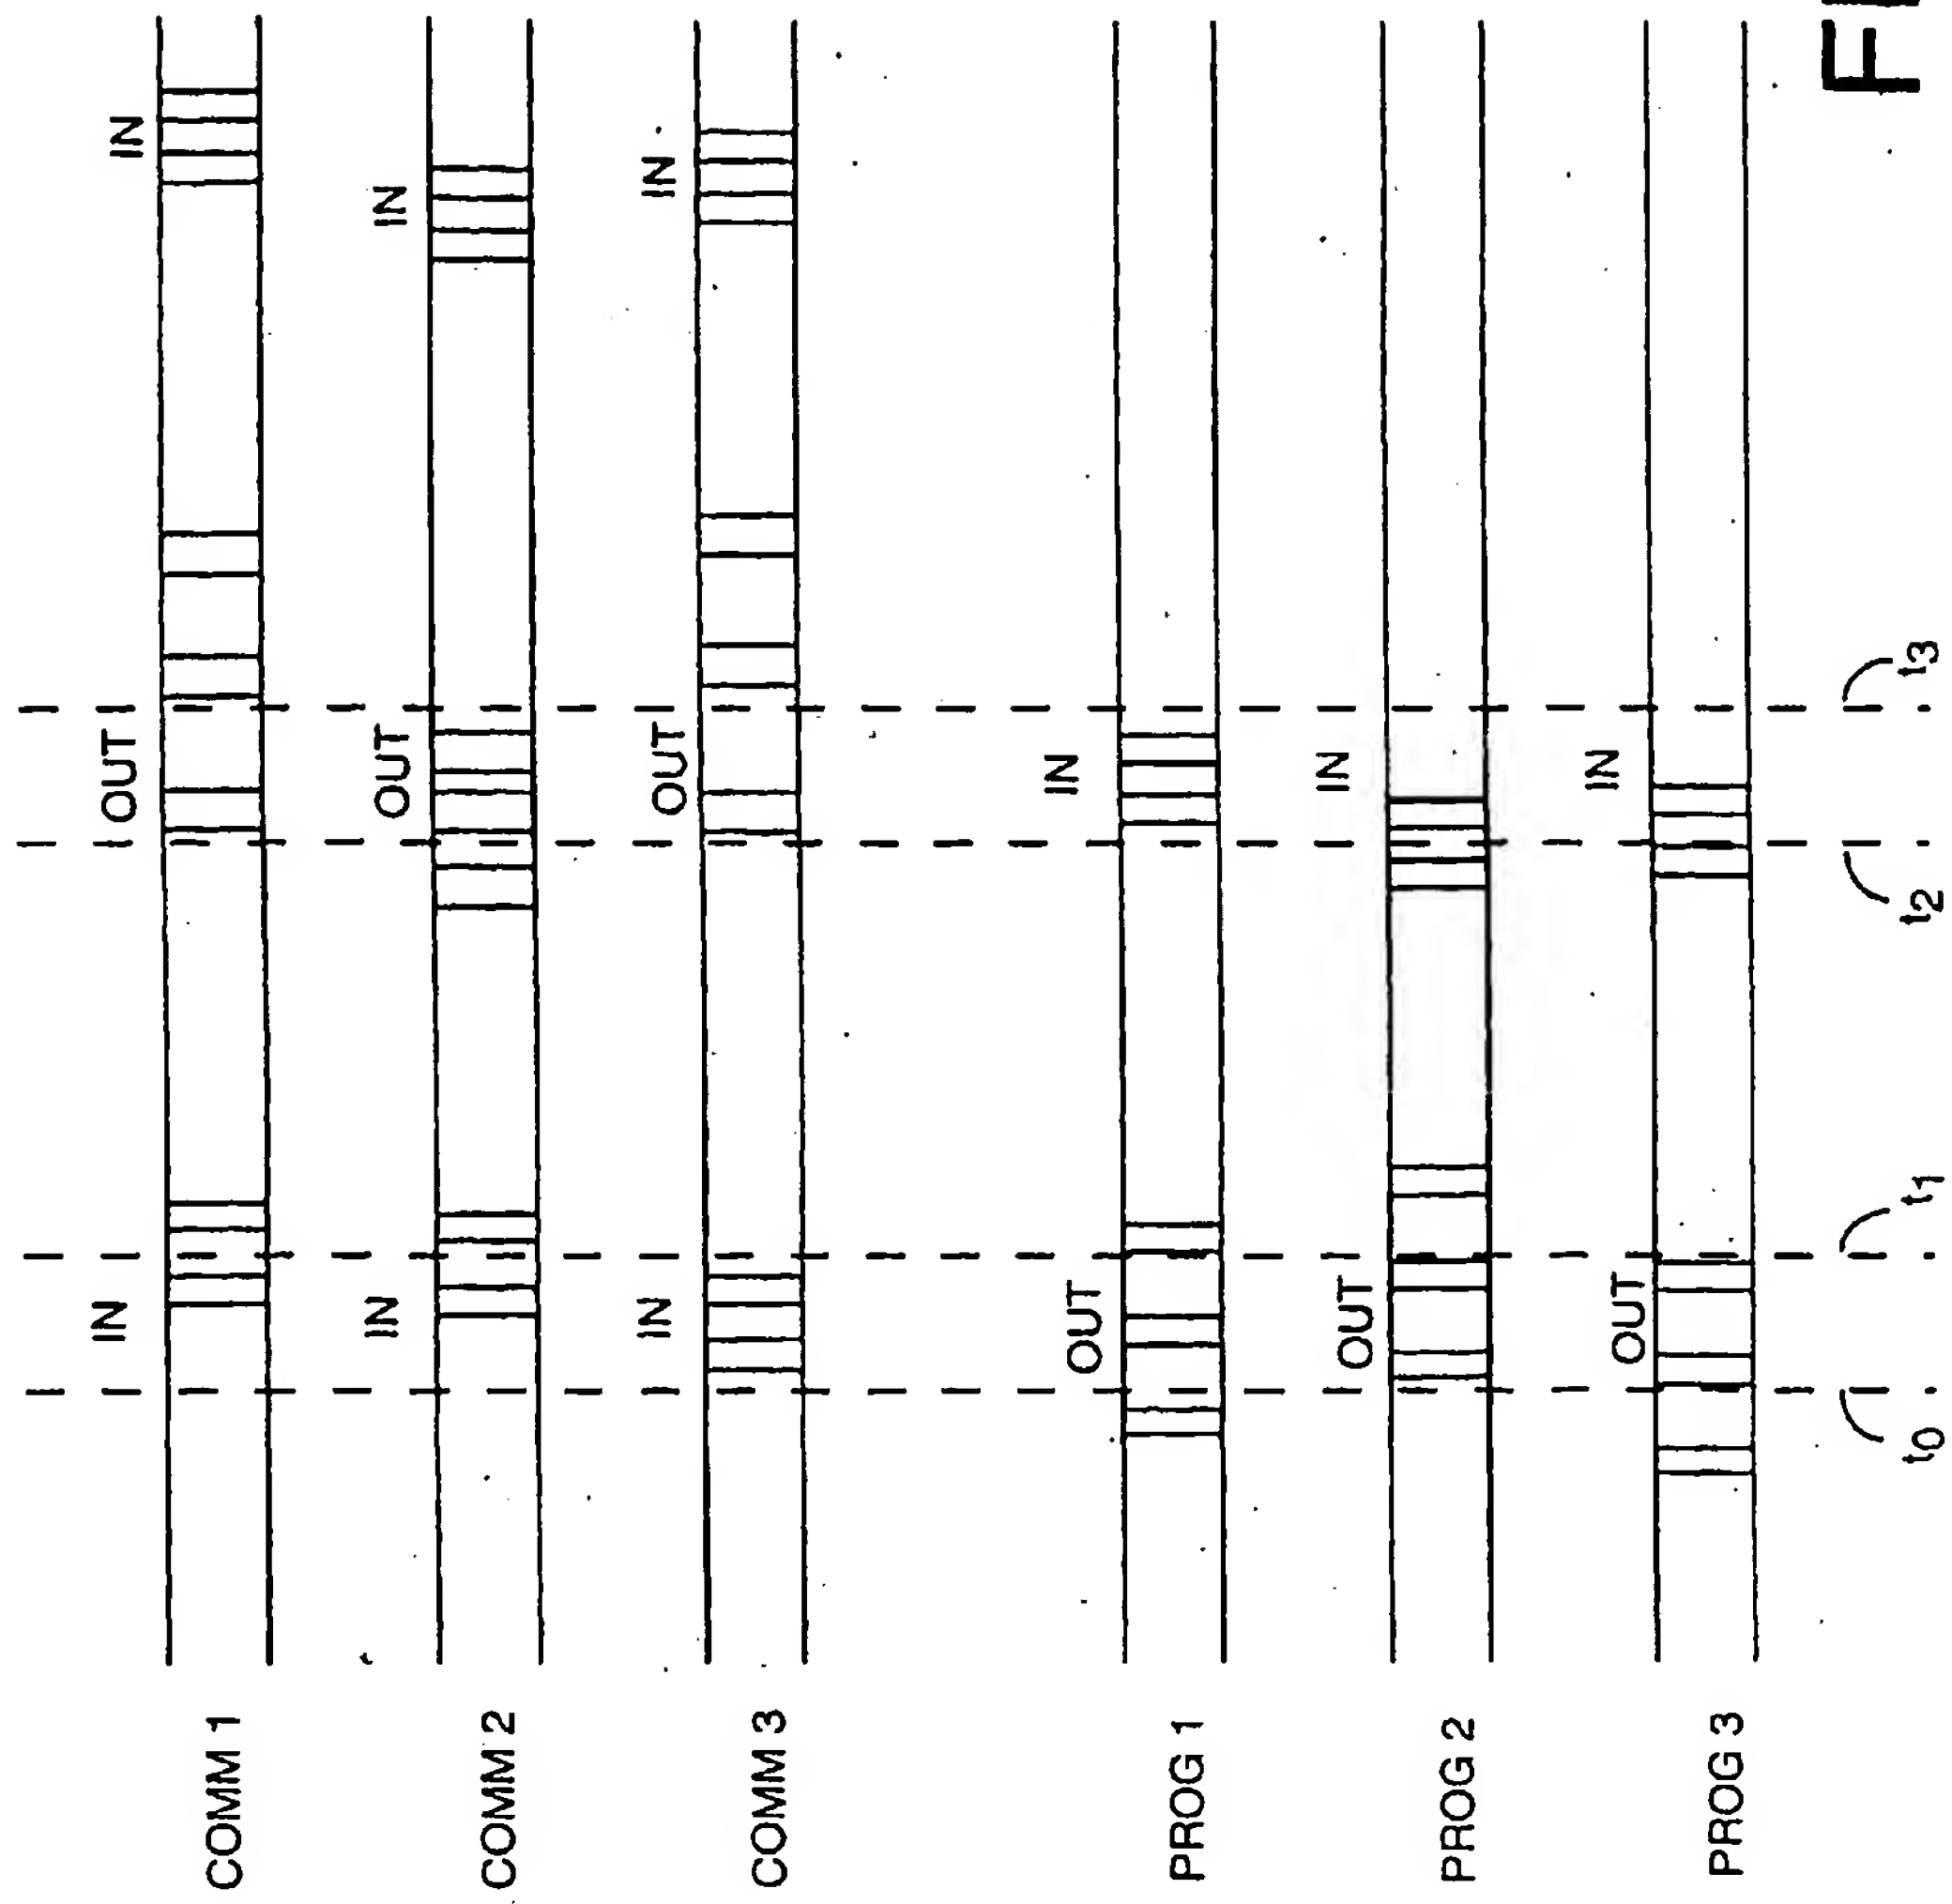 COMM 1
IN
OUT
IN
COMM 2
IN
OUT
IN
COMM 3
IN
OUT
IN
PROG 1
OUT
IN
PROG 2
OUT
IN
PROG 3
OUT
IN
t0
t1
t2
t3